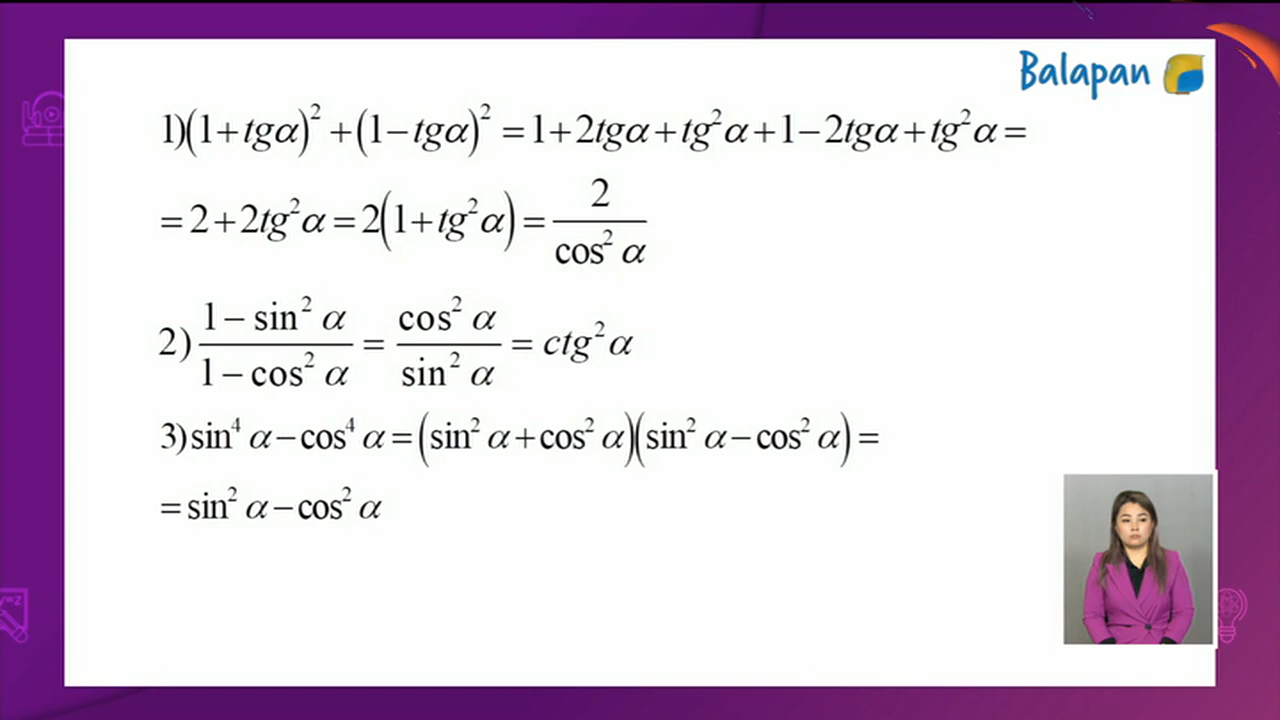 Balapan
1)(1+tgα)²+(1−tgα)²=1+2tgα+tg²α+1−2tgα+tg²α=
=2+2tg²α=2(1+tg²α)=2/cos²α
2) (1−sin²α)/(1−cos²α) = cos²α/sin²α = ctg²α
3)sin⁴α−cos⁴α=(sin²α+cos²α)(sin²α−cos²α)=
=sin²α−cos²α